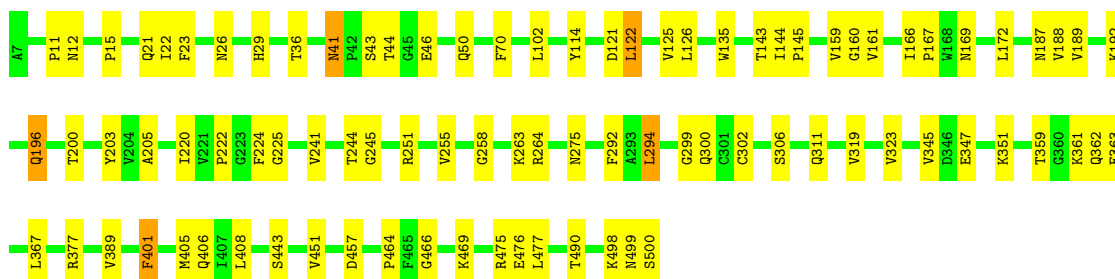 A7 P11 N12 P15 Q21 I22 F23 N26 H29 T36 N41 P42 S43 T44 G45 E46 Q50 F70 L102 Y114 D121 L122 V125 L126 W135 T143 I144 P145 V159 G160 V161 I166 P167 W168 N169 L172 N187 V188 V189 K192
Q196 T200 Y203 V204 A205 I220 V221 P222 G223 F224 G225 V241 T244 G245 R251 V255 G258 K263 R264 N275 F292 A293 L294 G299 Q300 C301 C302 S306 Q311 V319 V323 V345 D346 E347 K351 T359 G360 K361 Q362
L367 R377 V389 F401 M405 Q406 I407 L408 S443 V451 D457 P464 F465 G466 K469 R475 E476 L477 T490 K498 N499 S500